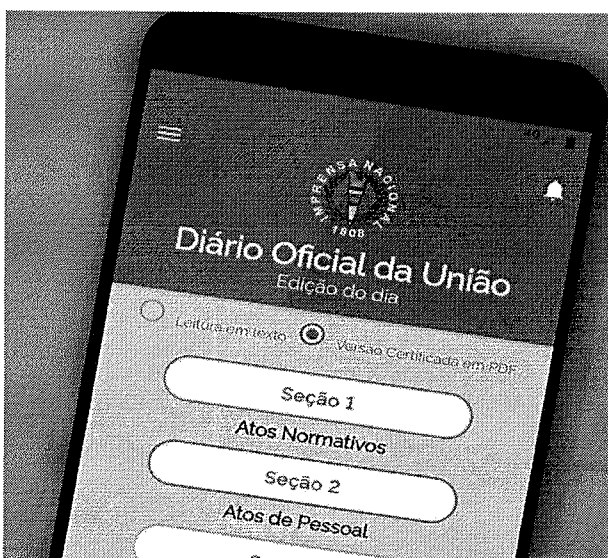 IMPRENSA NACIONAL
1808
Diário Oficial da União
Edição do dia
Leitura em texto
Versão Certificada em PDF
Seção 1
Atos Normativos
Seção 2
Atos de Pessoal